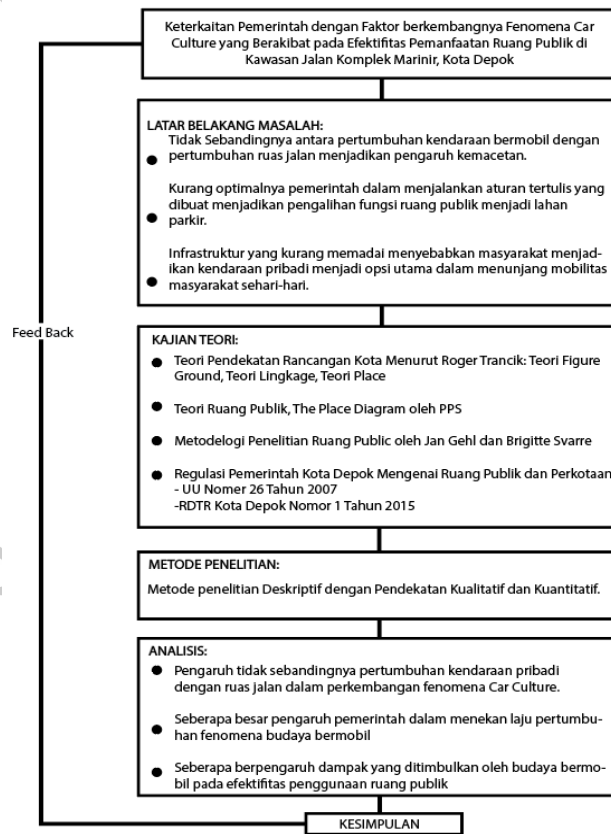 Keterkaitan Pemerintah dengan Faktor berkembangnya Fenomena Car
Culture yang Berakibat pada Efektifitas Pemanfaatan Ruang Publik di
Kawasan Jalan Komplek Marinir, Kota Depok
LATAR BELAKANG MASALAH:
Tidak Sebandingnya antara pertumbuhan kendaraan bermobil dengan
pertumbuhan ruas jalan menjadikan pengaruh kemacetan.
Kurang optimalnya pemerintah dalam menjalankan aturan tertulis yang
dibuat menjadikan pengalihan fungsi ruang publik menjadi lahan
parkir.
Infrastruktur yang kurang memadai menyebabkan masyarakat menjad-
ikan kendaraan pribadi menjadi opsi utama dalam menunjang mobilitas
masyarakat sehari-hari.
Feed Back
KAJIAN TEORI:
Teori Pendekatan Rancangan Kota Menurut Roger Trancik: Teori Figure
Ground, Teori Lingkage, Teori Place
Teori Ruang Publik, The Place Diagram oleh PPS
Metodelogi Penelitian Ruang Public oleh Jan Gehl dan Brigitte Svarre
Regulasi Pemerintah Kota Depok Mengenai Ruang Publik dan Perkotaan
- UU Nomer 26 Tahun 2007
-RDTR Kota Depok Nomor 1 Tahun 2015
METODE PENELITIAN:
Metode penelitian Deskriptif dengan Pendekatan Kualitatif dan Kuantitatif.
ANALISIS:
Pengaruh tidak sebandingnya pertumbuhan kendaraan pribadi
dengan ruas jalan dalam perkembangan fenomena Car Culture.
Seberapa besar pengaruh pemerintah dalam menekan laju pertumbu-
han fenomena budaya bermobil
Seberapa berpengaruh dampak yang ditimbulkan oleh budaya bermo-
bil pada efektifitas penggunaan ruang publik
KESIMPULAN